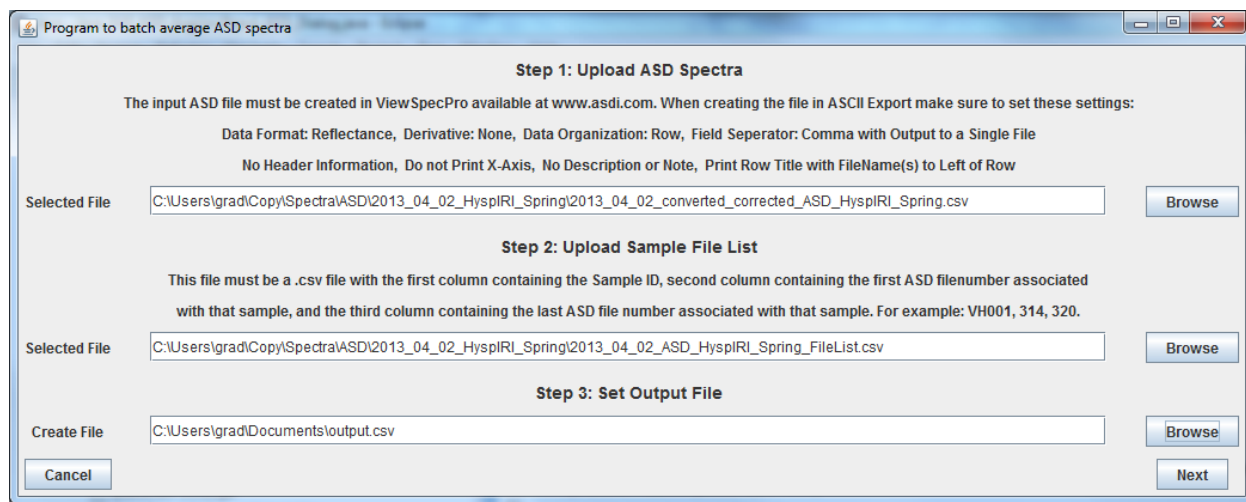 Program to batch average ASD spectra
Step 1: Upload ASD Spectra
The input ASD file must be created in ViewSpecPro available at www.asdi.com. When creating the file in ASCII Export make sure to set these settings:
Data Format: Reflectance, Derivative: None, Data Organization: Row, Field Seperator: Comma with Output to a Single File
No Header Information, Do not Print X-Axis, No Description or Note, Print Row Title with FileName(s) to Left of Row
Selected File C:\Users\grad\Copy\Spectra\ASD\2013_04_02_HyspIRI_Spring\2013_04_02_converted_corrected_ASD_HyspIRI_Spring.csv Browse
Step 2: Upload Sample File List
This file must be a .csv file with the first column containing the Sample ID, second column containing the first ASD filenumber associated
with that sample, and the third column containing the last ASD file number associated with that sample. For example: VH001, 314, 320.
Selected File C:\Users\grad\Copy\Spectra\ASD\2013_04_02_HyspIRI_Spring\2013_04_02_ASD_HyspIRI_Spring_FileList.csv Browse
Step 3: Set Output File
Create File C:\Users\grad\Documents\output.csv Browse
Cancel Next